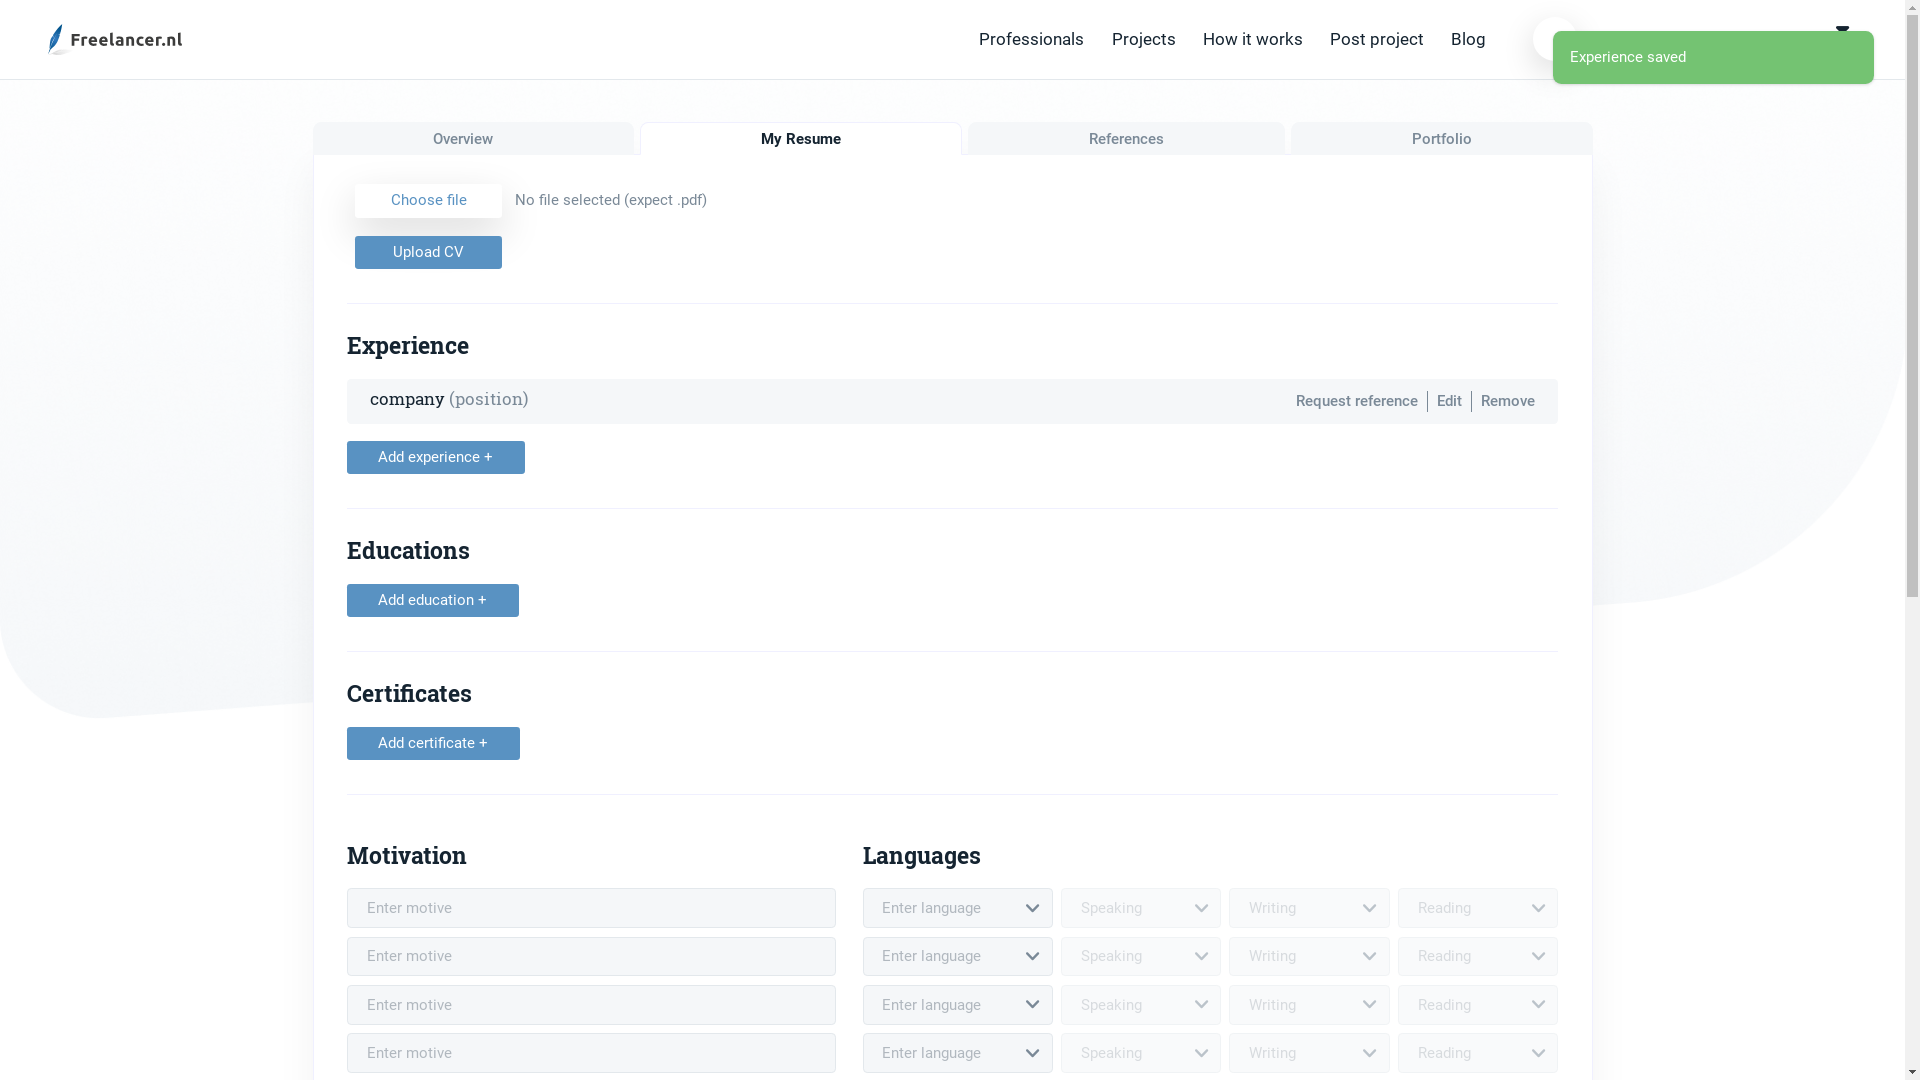 Freelancer.nl
Professionals Projects How it works Post project Blog
Experience saved
Overview My Resume References Portfolio
Choose file No file selected (expect .pdf)
Upload CV
Experience
company (position) Request reference Edit Remove
Add experience +
Educations
Add education +
Certificates
Add certificate +
Motivation Languages
Enter motive Enter language Speaking Writing Reading
Enter motive Enter language Speaking Writing Reading
Enter motive Enter language Speaking Writing Reading
Enter motive Enter language Speaking Writing Reading